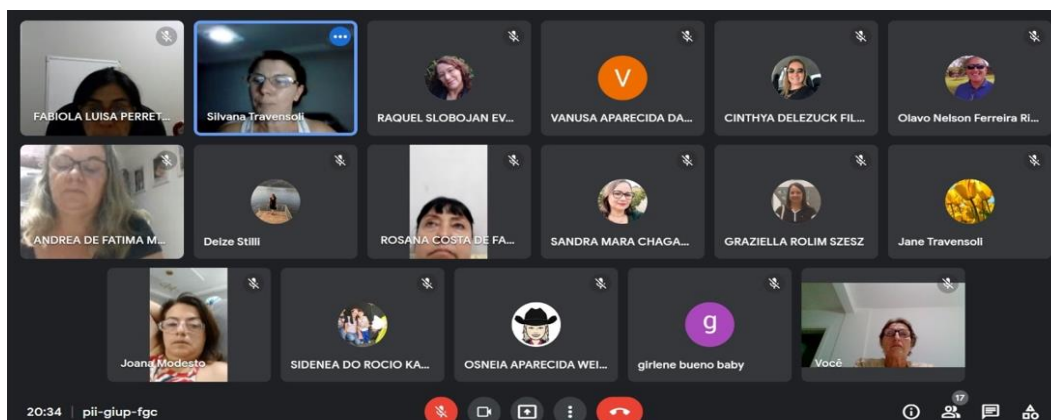 FABIOLA LUISA PERRET...
Silvana Travensoli
RAQUEL SLOBOJAN EV...
V
VANUSA APARECIDA DA...
CINTHYA DELEZUCK FIL...
Olavo Nelson Ferreira Ri...
ANDREA DE FATIMA M...
Deize Stilli
ROSANA COSTA DE FA...
SANDRA MARA CHAGA...
GRAZIELLA ROLIM SZESZ
Jane Travensoli
Joana Modesto
SIDENEA DO ROCIO KA...
OSNEIA APARECIDA WEI...
g
girlene bueno baby
Você
20:34 | pii-giup-fgc
17